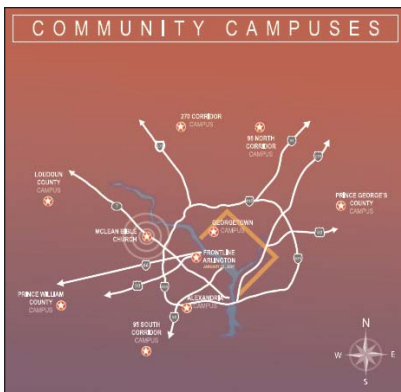 COMMUNITY CAMPUSES
270 CORRIDOR
CAMPUS
95 NORTH
CORRIDOR
CAMPUS
LOUDOUN
COUNTY
CAMPUS
PRINCE GEORGE'S
COUNTY
CAMPUS
GEORGETOWN
CAMPUS
MCLEAN BIBLE
CHURCH
FRONTLINE
ARLINGTON
ALEXANDRIA
CAMPUS
PRINCE WILLIAM
COUNTY
CAMPUS
95 SOUTH
CORRIDOR
CAMPUS
N
W
E
S